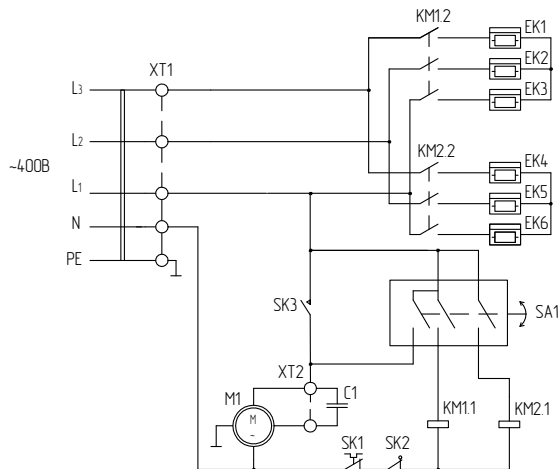 KM1.2
EK1
XT1
EK2
L3
EK3
L2
KM2.2
~400В
EK4
L1
EK5
N
EK6
PE
SK3
SA1
XT2
C1
M1
M
~
KM1.1
KM2.1
SK1
SK2